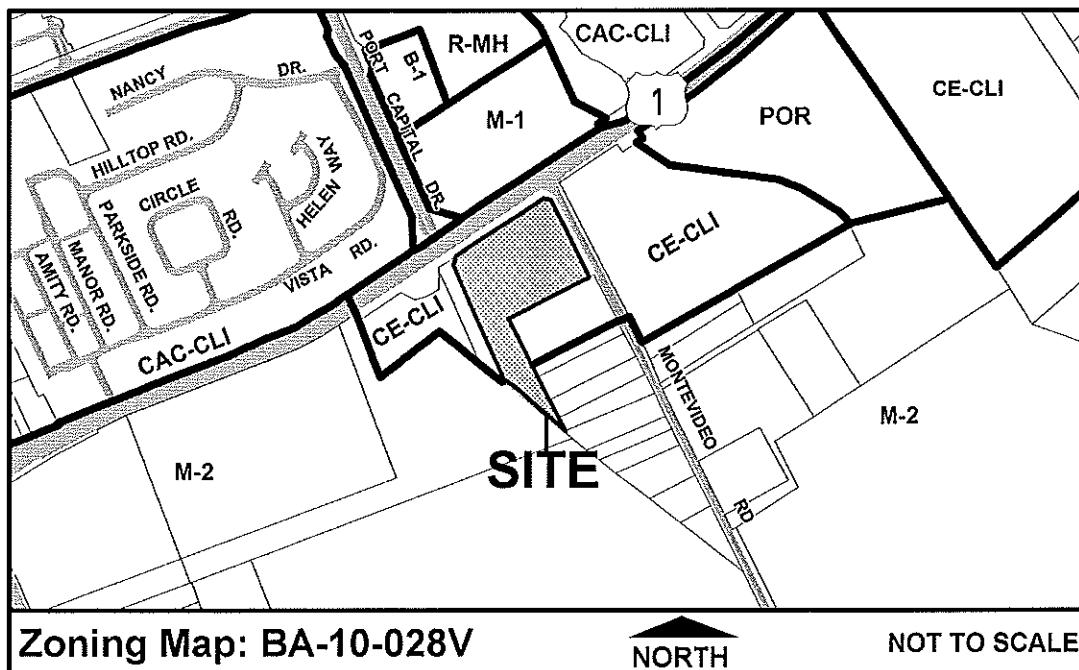 PORT CAPITAL DR.
B-1
R-MH
CAC-CLI
1
NANCY DR.
M-1
POR
CE-CLI
HILLTOP RD.
CIRCLE RD.
HELEN WAY
PARKSIDE RD.
MANOR RD.
AMITY RD.
VISTA RD.
CE-CLI
CE-CLI
CAC-CLI
MONTEVIDEO RD
M-2
M-2
SITE
Zoning Map: BA-10-028V
NORTH
NOT TO SCALE